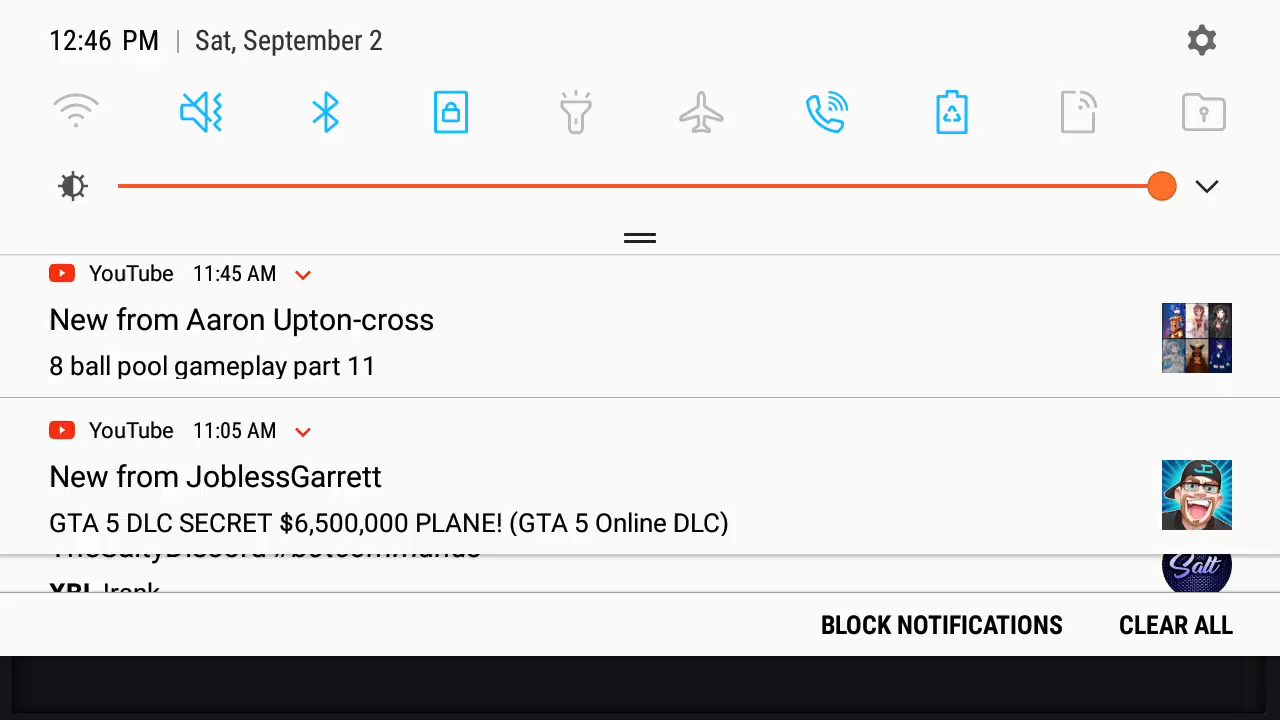 12:46 PM | Sat, September 2
YouTube 11:45 AM
New from Aaron Upton-cross
8 ball pool gameplay part 11
YouTube 11:05 AM
New from JoblessGarrett
GTA 5 DLC SECRET $6,500,000 PLANE! (GTA 5 Online DLC)
TheSaltyDiscord #botcommands
Salt
BLOCK NOTIFICATIONS CLEAR ALL